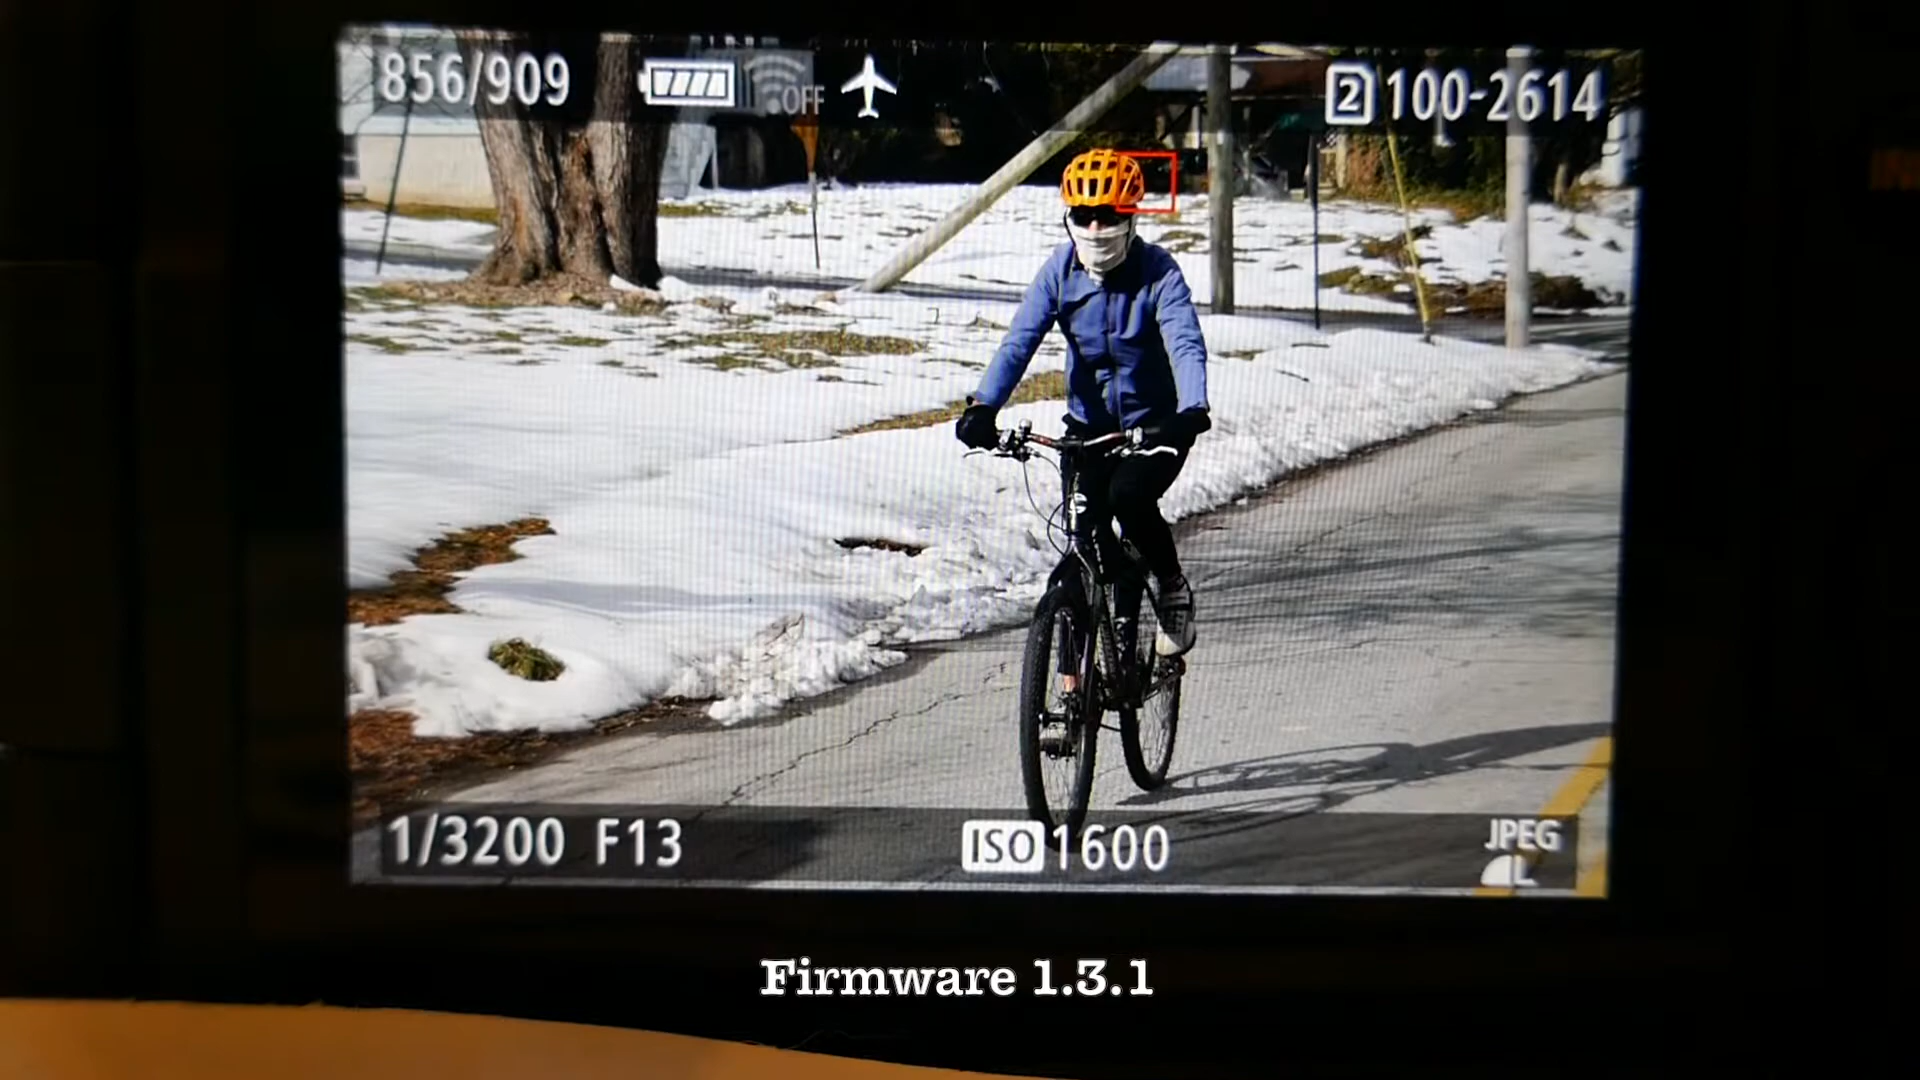 856/909
OFF
2 100-2614
1/3200 F13
ISO 1600
JPEG
L
Firmware 1.3.1